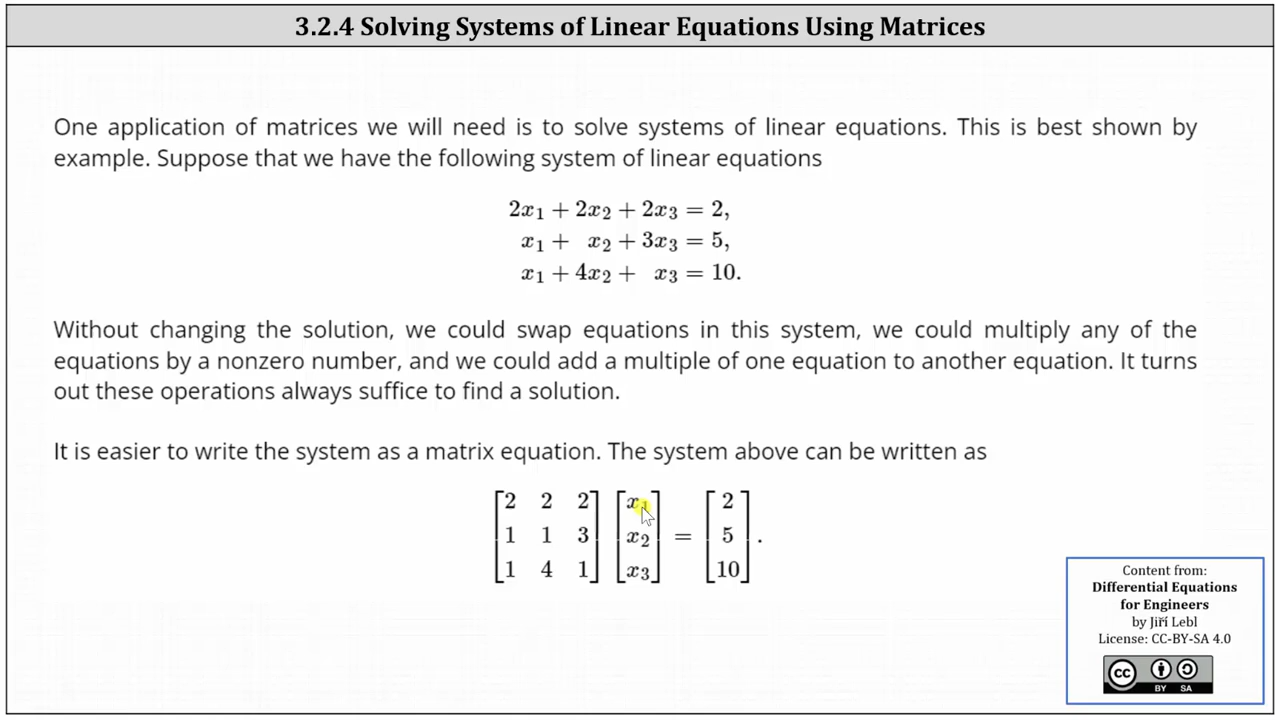 3.2.4 Solving Systems of Linear Equations Using Matrices
One application of matrices we will need is to solve systems of linear equations. This is best shown by
example. Suppose that we have the following system of linear equations
2x₁ + 2x₂ + 2x₃ = 2,
x₁ + x₂ + 3x₃ = 5,
x₁ + 4x₂ + x₃ = 10.
Without changing the solution, we could swap equations in this system, we could multiply any of the
equations by a nonzero number, and we could add a multiple of one equation to another equation. It turns
out these operations always suffice to find a solution.
It is easier to write the system as a matrix equation. The system above can be written as
[2 2 2] [x₁] [2]
[1 1 3] [x₂] = [5] .
[1 4 1] [x₃] [10]
Content from:
Differential Equations
for Engineers
by Jiří Lebl
License: CC-BY-SA 4.0
cc
BY SA